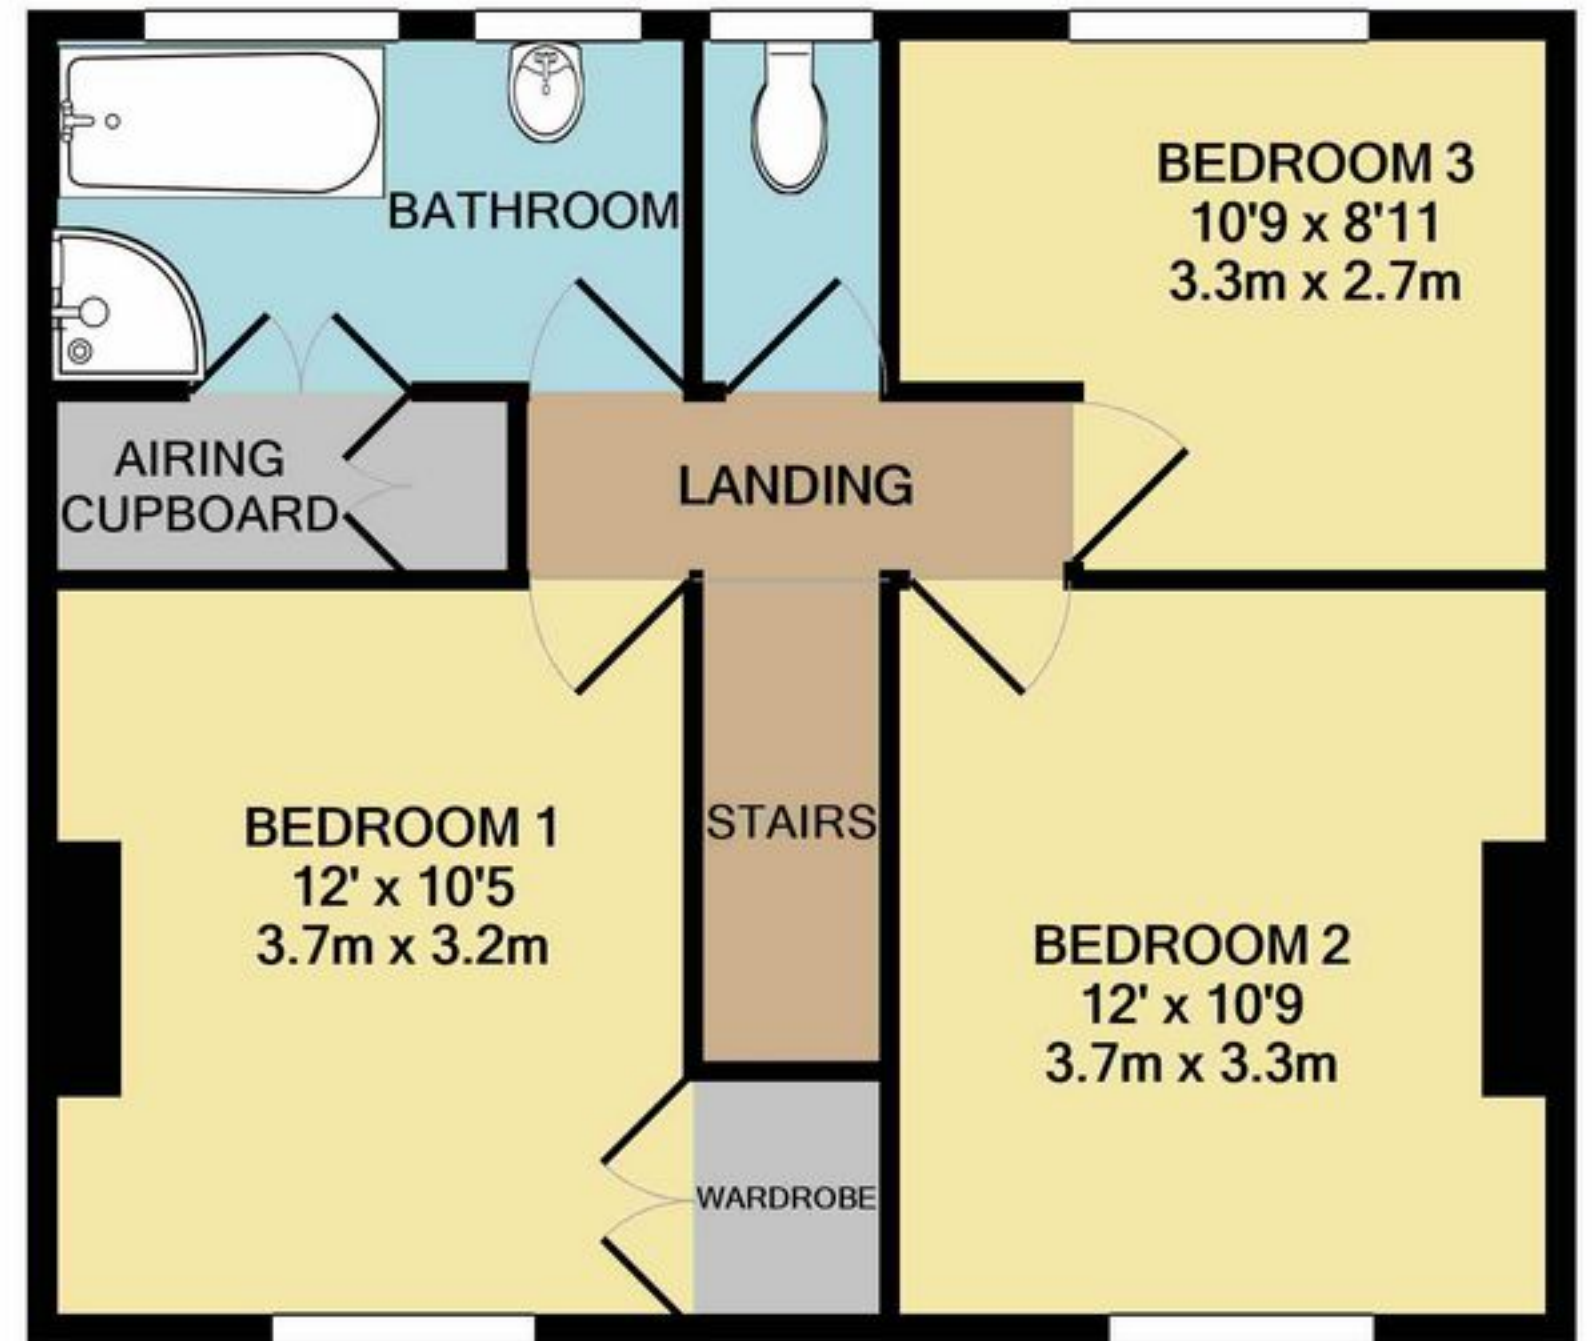 BATHROOM
BEDROOM 3
10'9 x 8'11
3.3m x 2.7m
AIRING
CUPBOARD
LANDING
BEDROOM 1
12' x 10'5
3.7m x 3.2m
STAIRS
BEDROOM 2
12' x 10'9
3.7m x 3.3m
WARDROBE